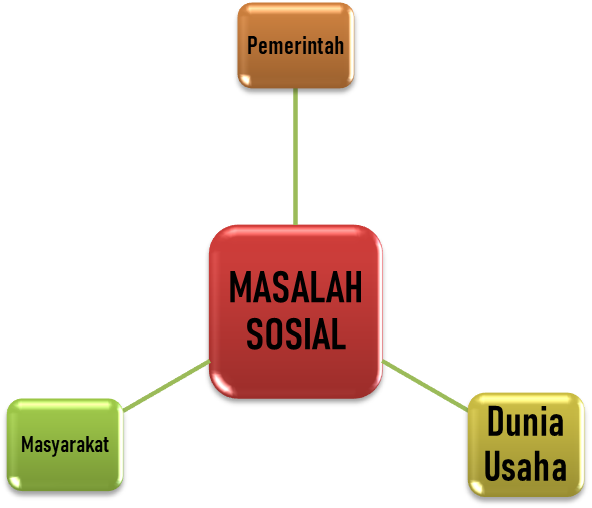 Pemerintah
MASALAH
SOSIAL
Masyarakat
Dunia
Usaha